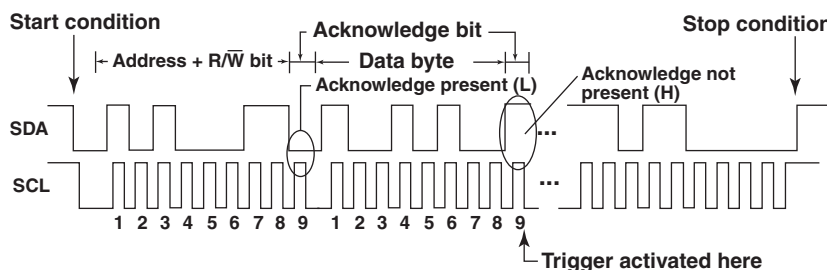 Start condition
Acknowledge bit
Stop condition
Address + R/W̅ bit
Data byte
Acknowledge present (L)
Acknowledge not
present (H)
SDA
...
SCL
...
1 2 3 4 5 6 7 8 9 1 2 3 4 5 6 7 8 9
Trigger activated here